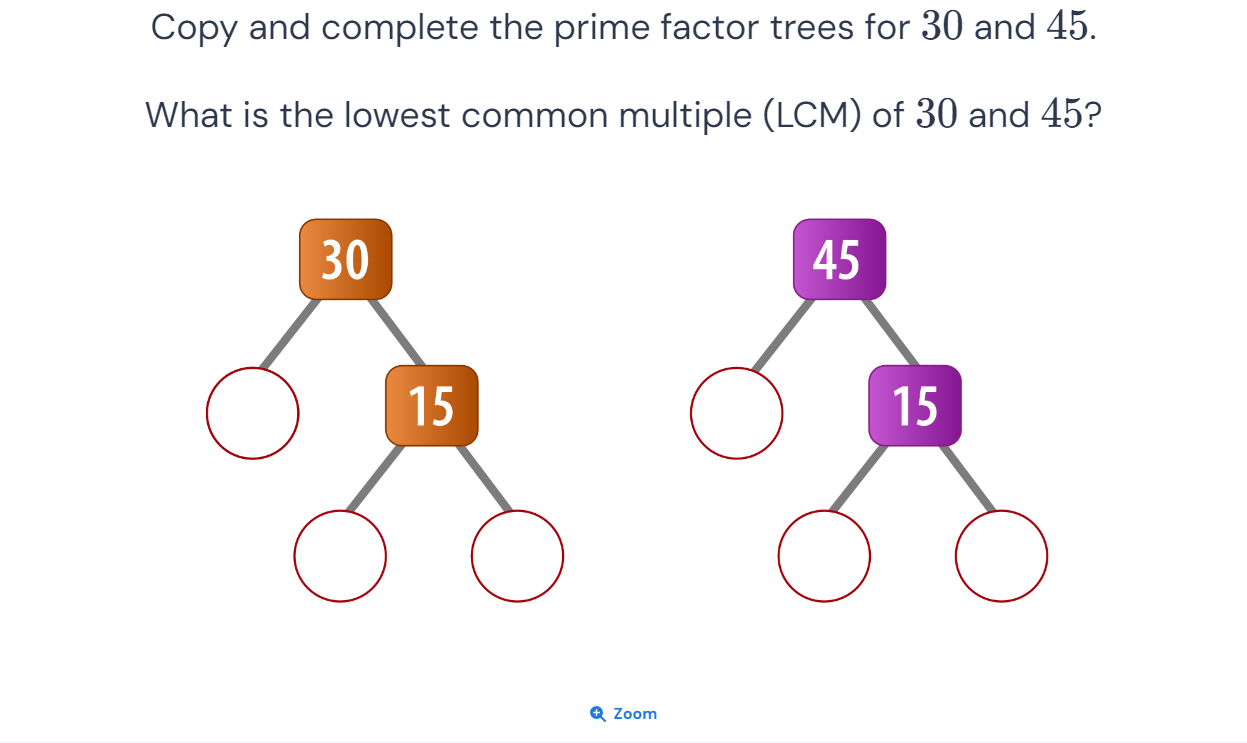 Copy and complete the prime factor trees for 30 and 45.
What is the lowest common multiple (LCM) of 30 and 45?
30
45
15
15
Zoom